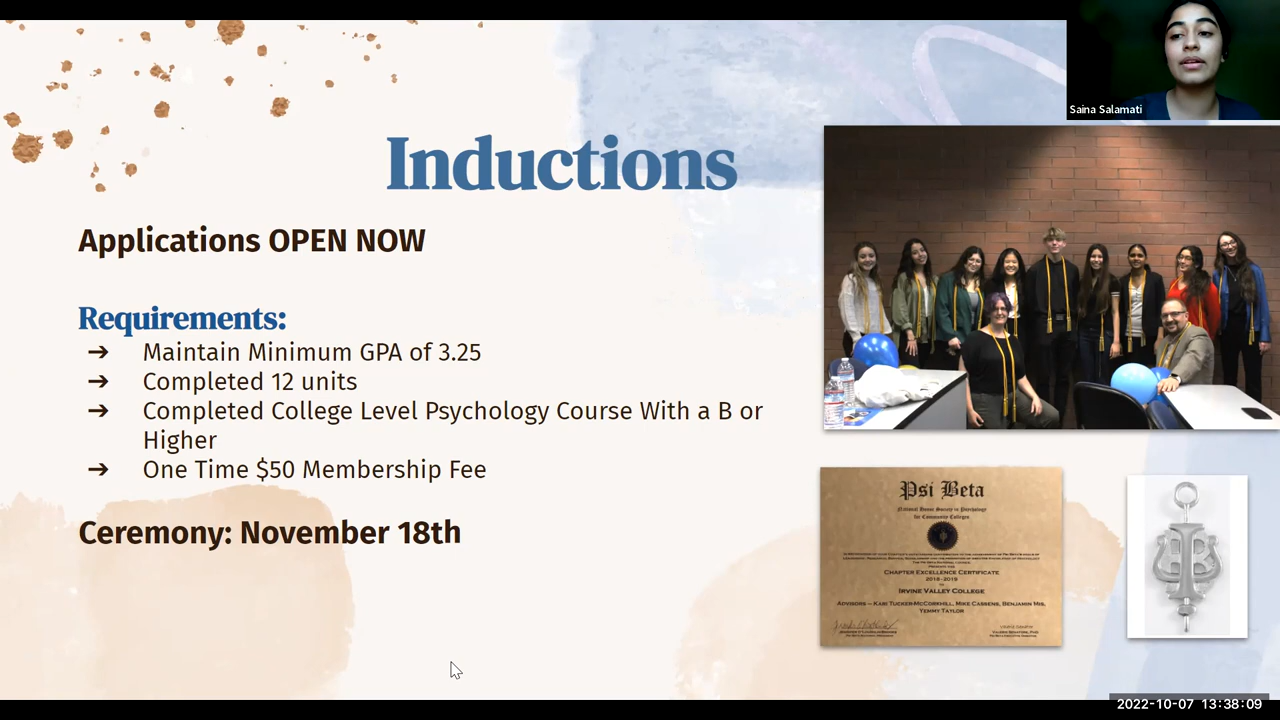 Saina Salamati
Inductions
Applications OPEN NOW
Requirements:
➔ Maintain Minimum GPA of 3.25
➔ Completed 12 units
➔ Completed College Level Psychology Course With a B or
Higher
➔ One Time $50 Membership Fee
Ceremony: November 18th
Psi Beta
National Honor Society in Psychology
for Community Colleges
Chapter Excellence Certificate
2018-2019
Irvine Valley College
Advisors – Kari Tucker-McCorkhill, Mike Cassens, Benjamin Mis,
Yemmy Taylor
2022-10-07 13:38:09